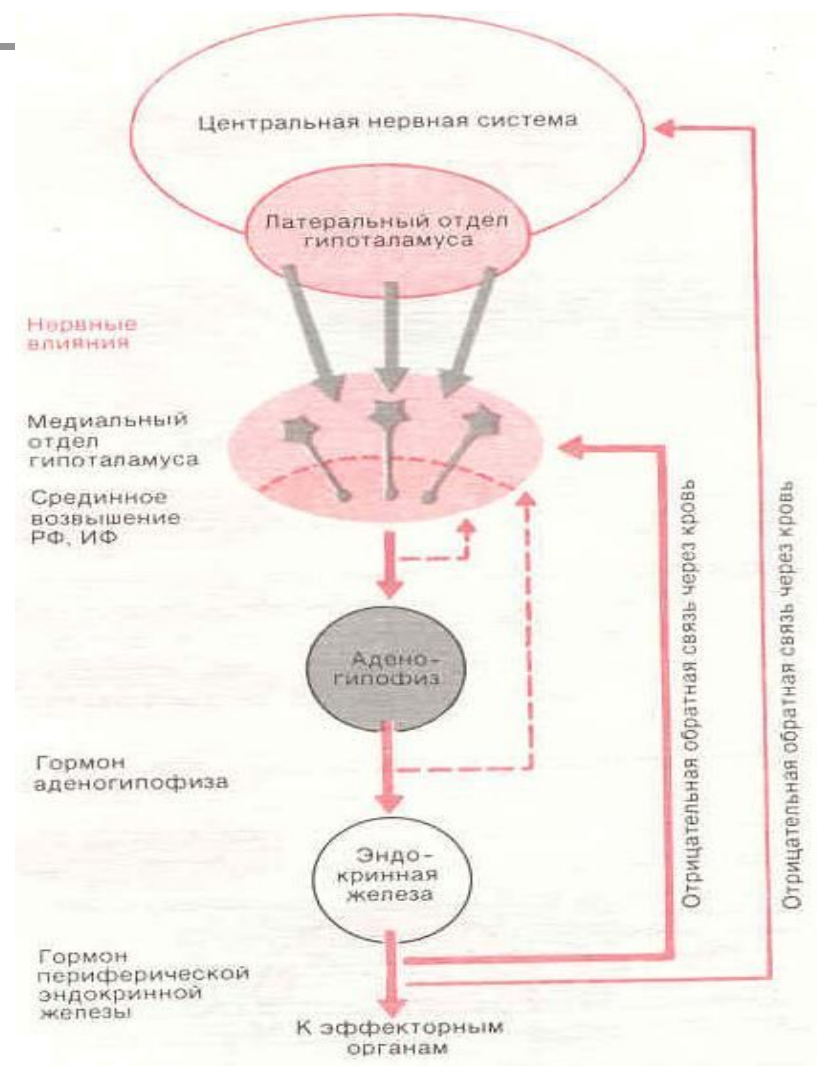 Центральная нервная система
Латеральный отдел
гипоталамуса
Нервные
влияния
Медиальный
отдел
гипоталамуса
Срединное
возвышение
РФ, ИФ
Адено-
гипофиз
Гормон
аденогипофиза
Эндо-
кринная
железа
Гормон
периферической
эндокринной
железы
К эффекторным
органам
Отрицательная обратная связь через кровь
Отрицательная обратная связь через кровь